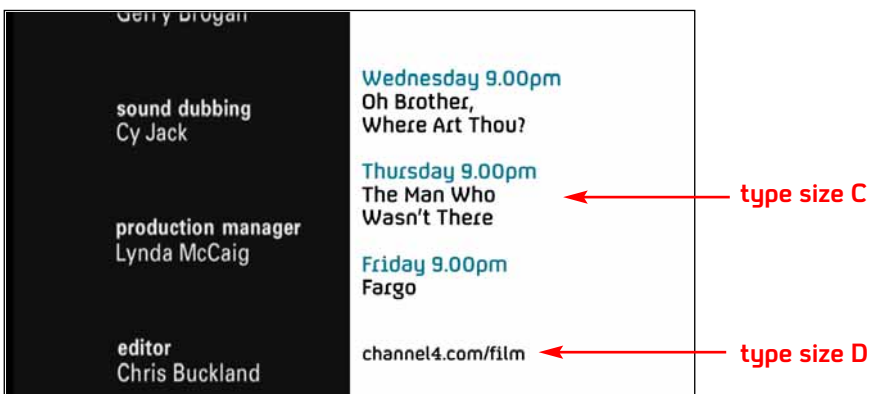 Gerry Brogan
sound dubbing
Cy Jack
production manager
Lynda McCaig
editor
Chris Buckland
Wednesday 9.00pm
Oh Brother,
Where Art Thou?
Thursday 9.00pm
The Man Who
Wasn't There
Friday 9.00pm
Fargo
channel4.com/film
type size C
type size D